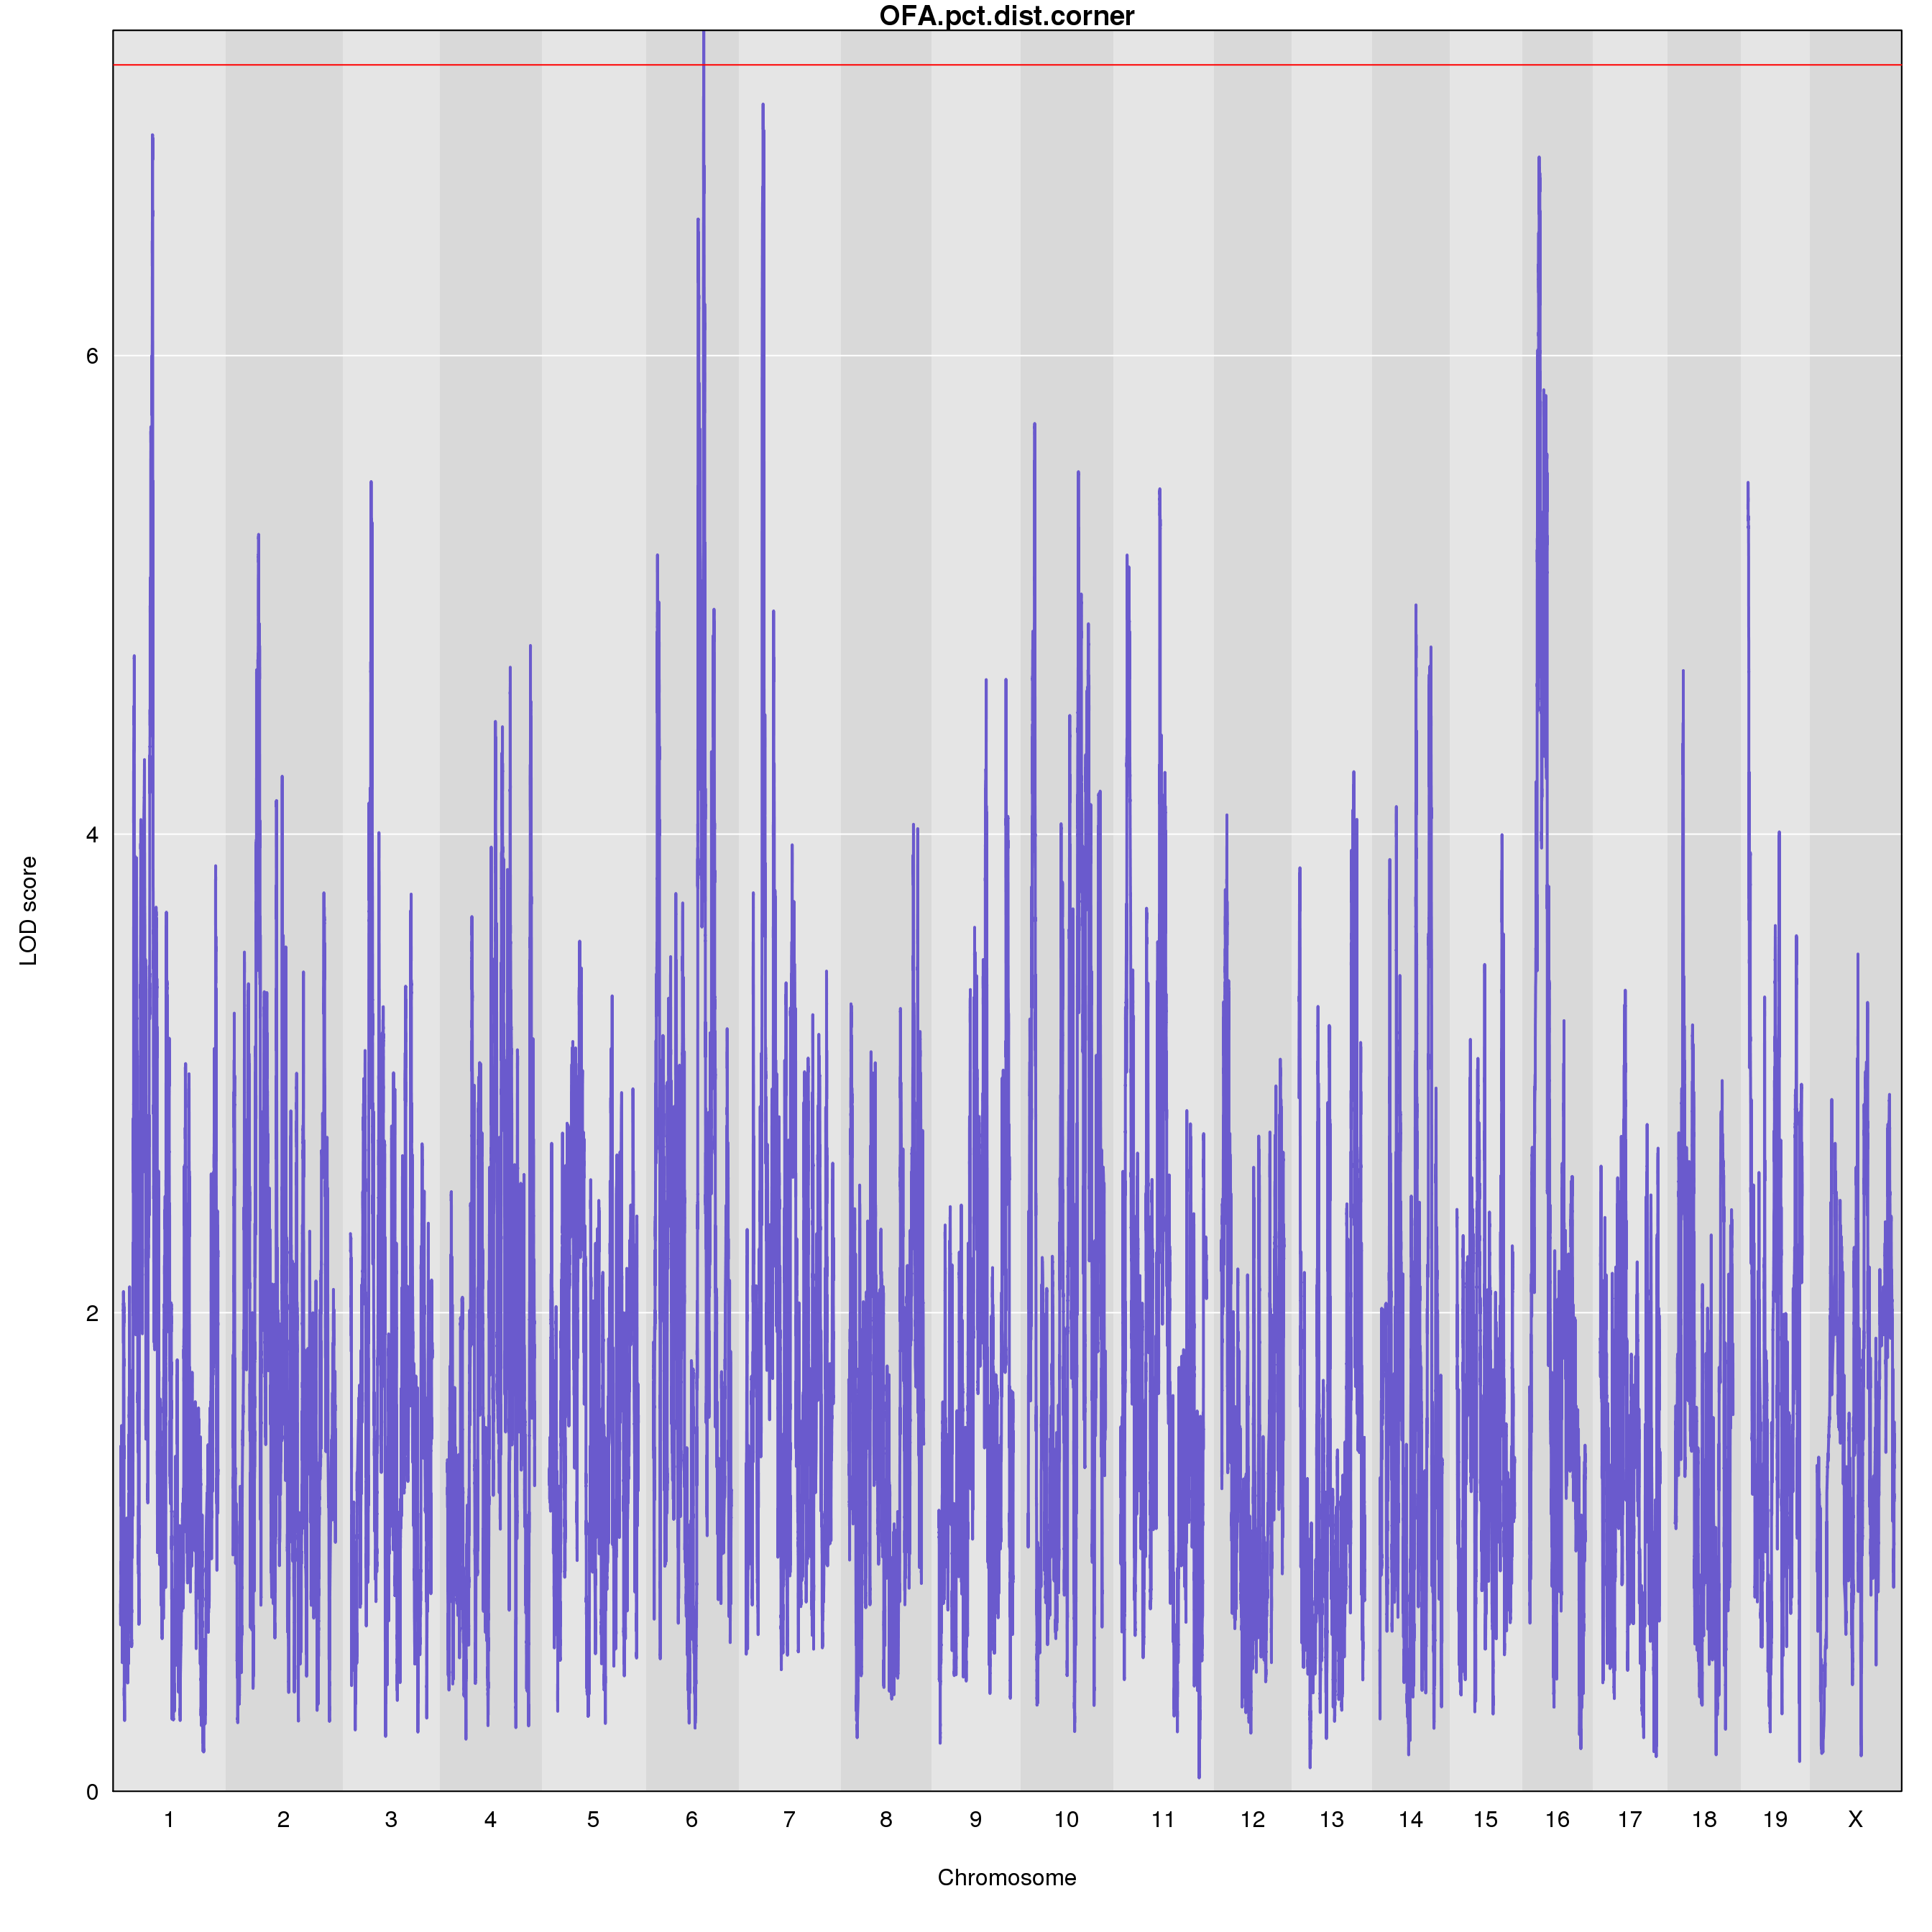 OFA.pct.dist.corner
LOD score
6
4
2
0
1 2 3 4 5 6 7 8 9 10 11 12 13 14 15 16 17 18 19 X
Chromosome